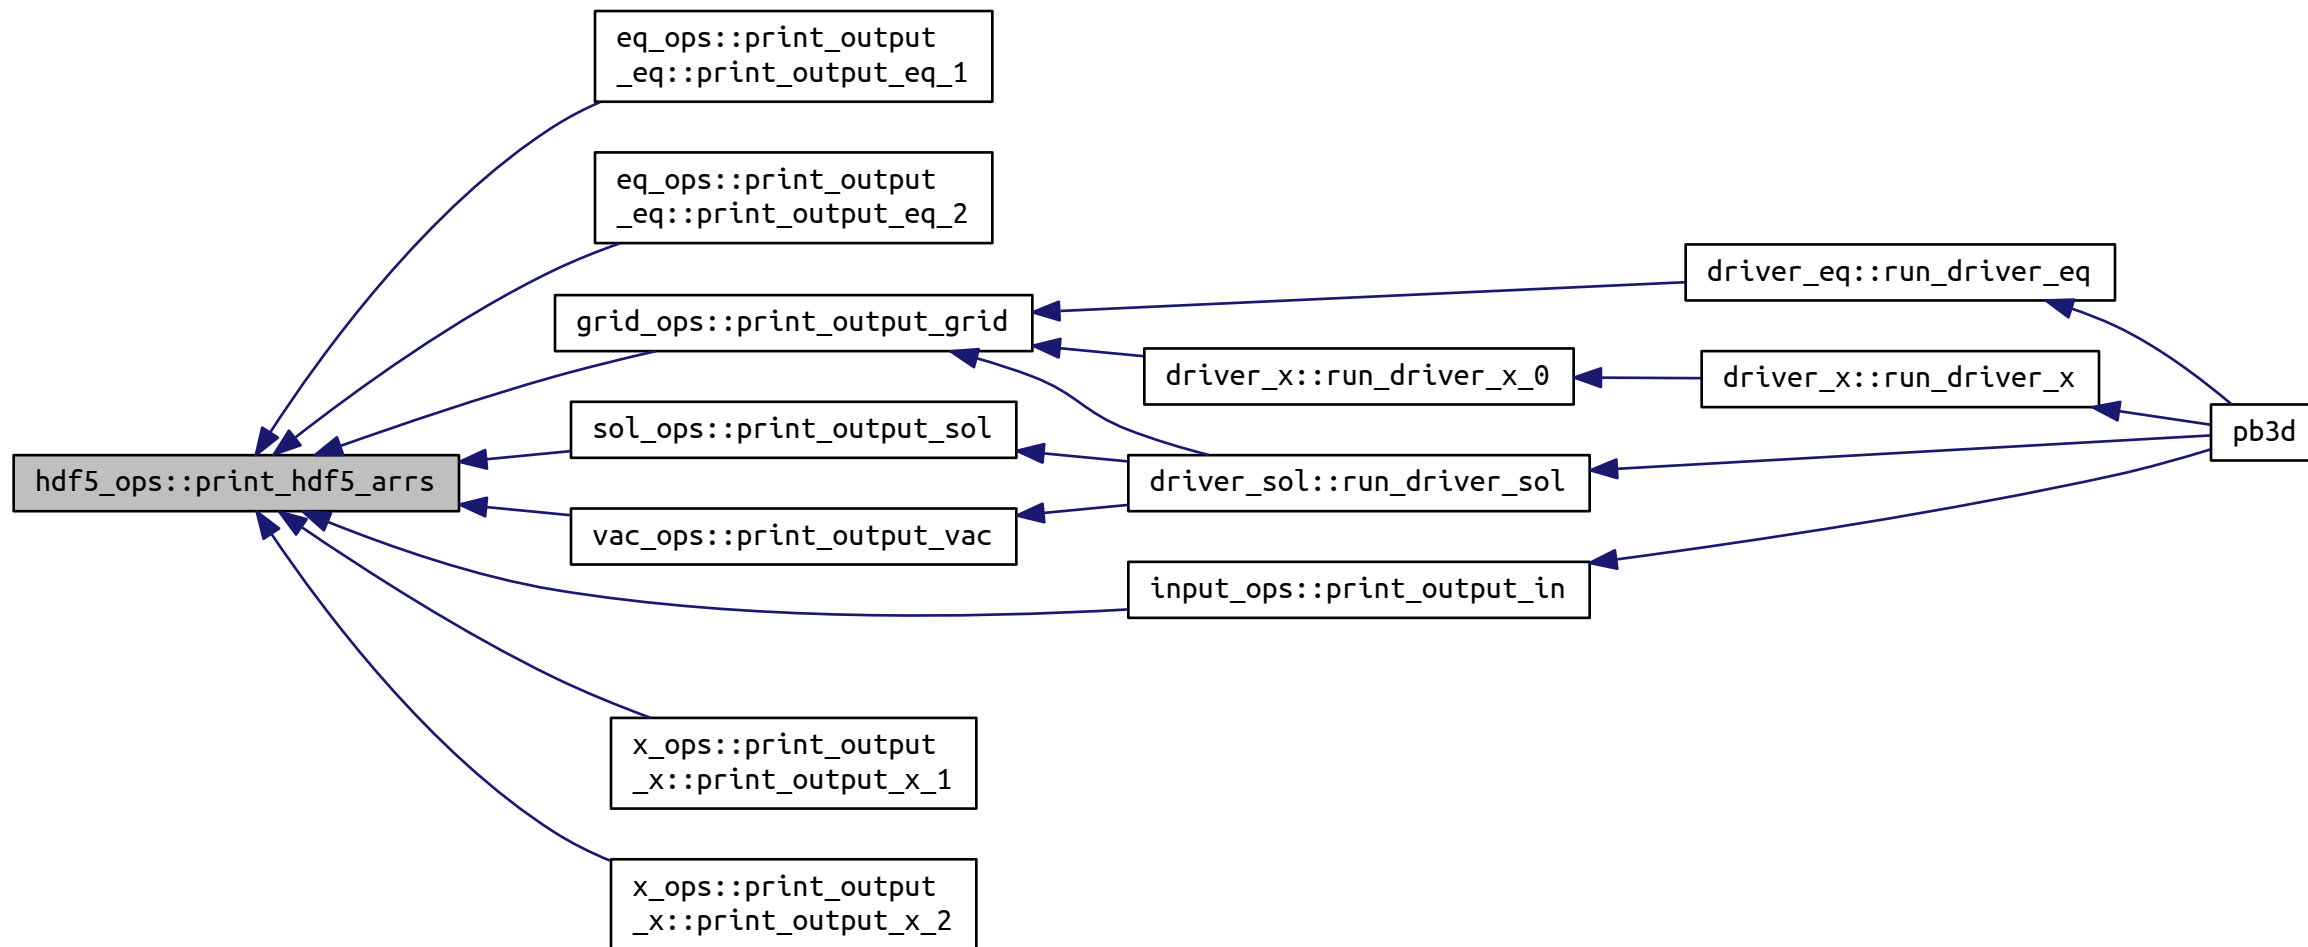 eq_ops::print_output
_eq::print_output_eq_1
eq_ops::print_output
_eq::print_output_eq_2
driver_eq::run_driver_eq
grid_ops::print_output_grid
driver_x::run_driver_x_0
driver_x::run_driver_x
sol_ops::print_output_sol
pb3d
hdf5_ops::print_hdf5_arrs
driver_sol::run_driver_sol
vac_ops::print_output_vac
input_ops::print_output_in
x_ops::print_output
_x::print_output_x_1
x_ops::print_output
_x::print_output_x_2